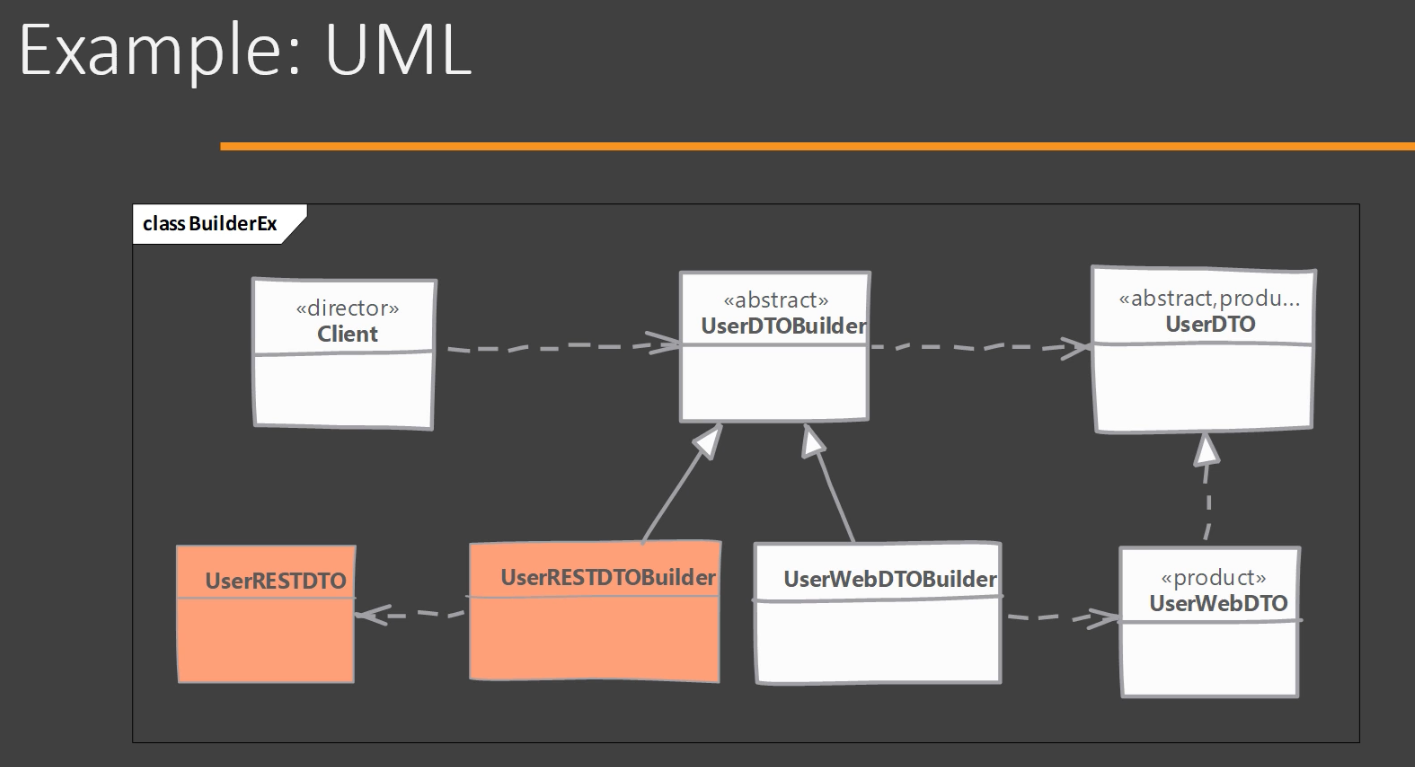 Example: UML
class BuilderEx
«director»
Client
«abstract»
UserDTOBuilder
«abstract,produ...
UserDTO
UserRESTDTO
UserRESTDTOBuilder
UserWebDTOBuilder
«product»
UserWebDTO